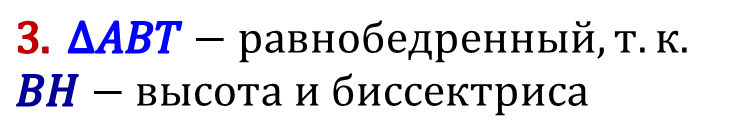 3. ΔABT – равнобедренный, т. к.
BH – высота и биссектриса